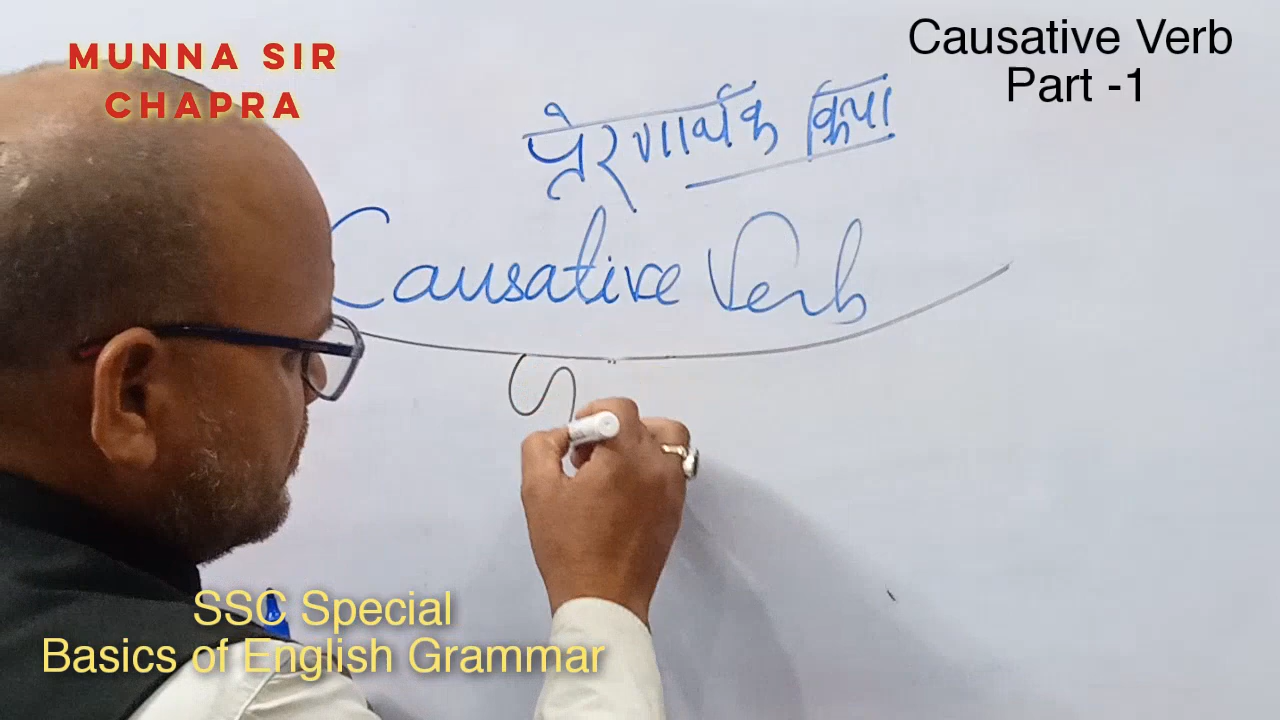 MUNNA SIR
CHAPRA
Causative Verb
Part -1
प्रेरणार्थक क्रिया
Causative Verb
SSC Special
Basics of English Grammar